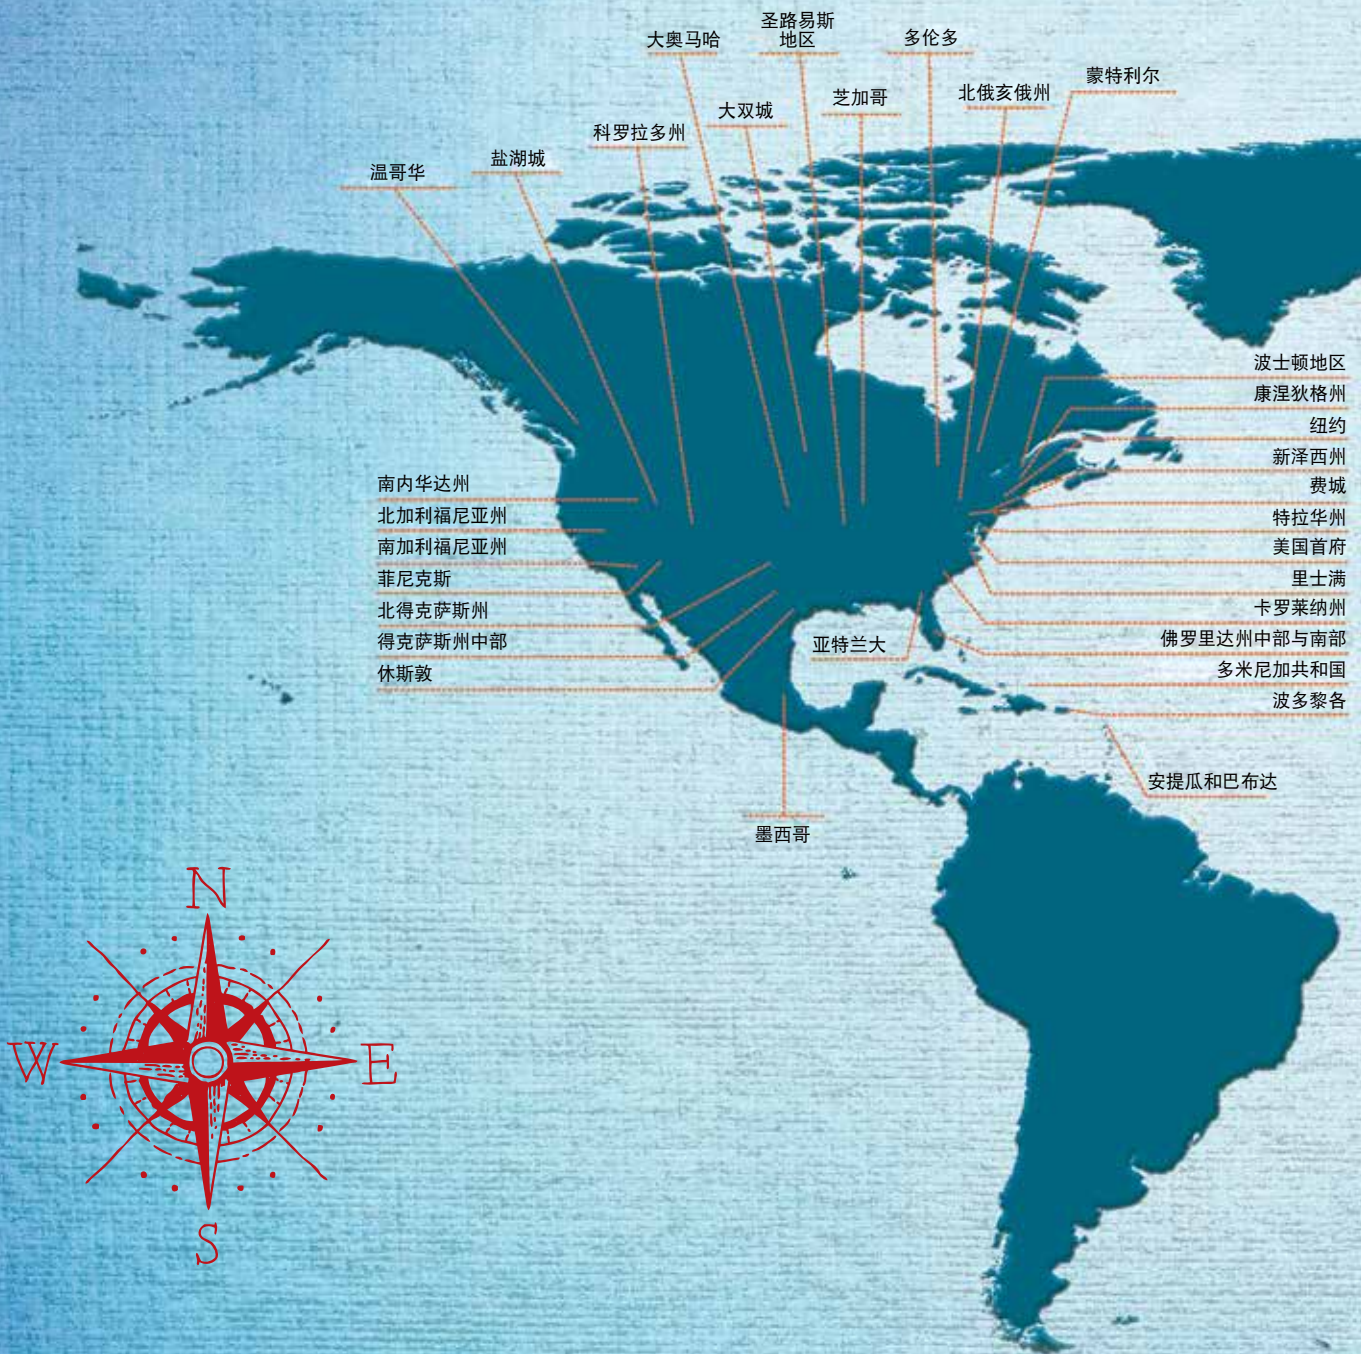 圣路易斯
地区
大奥马哈
多伦多
蒙特利尔
北俄亥俄州
芝加哥
大双城
科罗拉多州
盐湖城
温哥华
波士顿地区
康涅狄格州
纽约
新泽西州
费城
特拉华州
美国首府
里士满
卡罗莱纳州
佛罗里达州中部与南部
多米尼加共和国
波多黎各
南内华达州
北加利福尼亚州
南加利福尼亚州
菲尼克斯
北得克萨斯州
得克萨斯州中部
休斯敦
亚特兰大
安提瓜和巴布达
墨西哥
N
W
E
S